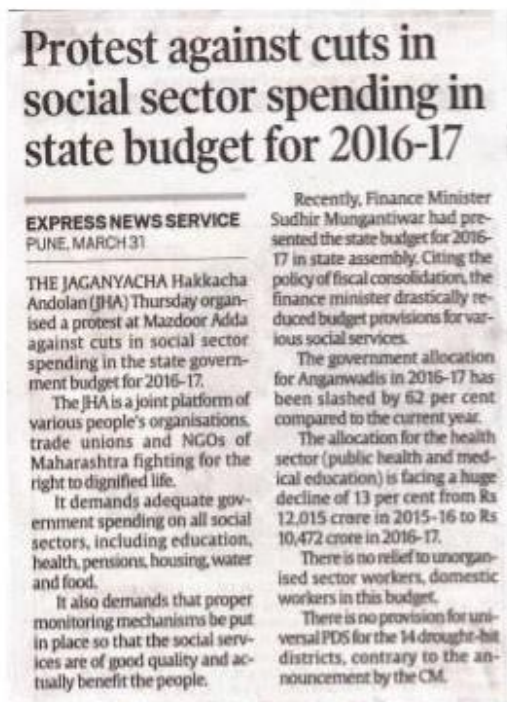 Protest against cuts in
social sector spending in
state budget for 2016-17
EXPRESS NEWS SERVICE
PUNE, MARCH 31
THE JAGANYACHA Hakkacha
Andolan (JHA) Thursday organ-
ised a protest at Mazdoor Adda
against cuts in social sector
spending in the state govern-
ment budget for 2016-17.
The JHA is a joint platform of
various people's organisations,
trade unions and NGOs of
Maharashtra fighting for the
right to dignified life.
It demands adequate gov-
ernment spending on all social
sectors, including education,
health, pensions, housing, water
and food.
It also demands that proper
monitoring mechanisms be put
in place so that the social serv-
ices are of good quality and ac-
tually benefit the people.
Recently, Finance Minister
Sudhir Mungantiwar had pre-
sented the state budget for 2016-
17 in state assembly. Citing the
policy of fiscal consolidation, the
finance minister drastically re-
duced budget provisions for var-
ious social services.
The government allocation
for Anganwadis in 2016-17 has
been slashed by 62 per cent
compared to the current year.
The allocation for the health
sector (public health and med-
ical education) is facing a huge
decline of 13 per cent from Rs
12,015 crore in 2015-16 to Rs
10,472 crore in 2016-17.
There is no relief to unorgan-
ised sector workers, domestic
workers in this budget.
There is no provision for uni-
versal PDS for the 14 drought-hit
districts, contrary to the an-
nouncement by the CM.